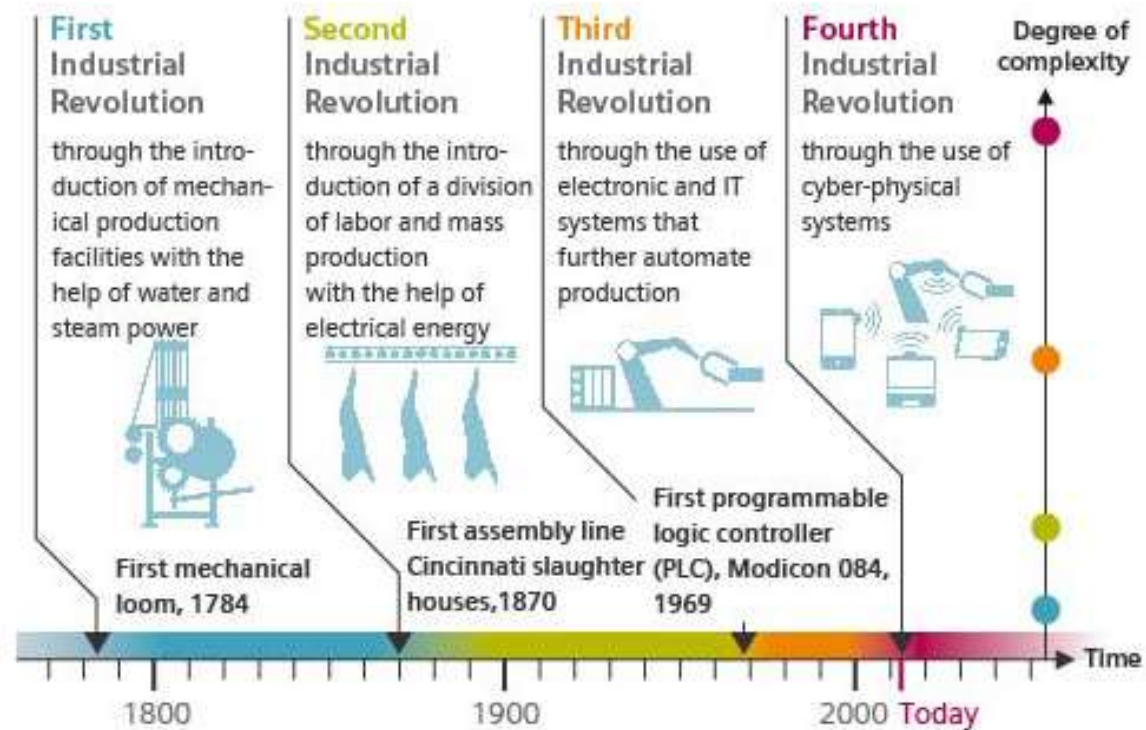 First
Industrial
Revolution
through the intro-
duction of mechan-
ical production
facilities with the
help of water and
steam power
First mechanical
loom, 1784
Second
Industrial
Revolution
through the intro-
duction of a division
of labor and mass
production
with the help of
electrical energy
First assembly line
Cincinnati slaughter
houses,1870
Third
Industrial
Revolution
through the use of
electronic and IT
systems that
further automate
production
First programmable
logic controller
(PLC), Modicon 084,
1969
Fourth
Industrial
Revolution
through the use of
cyber-physical
systems
Degree of
complexity
Time
1800
1900
2000
Today